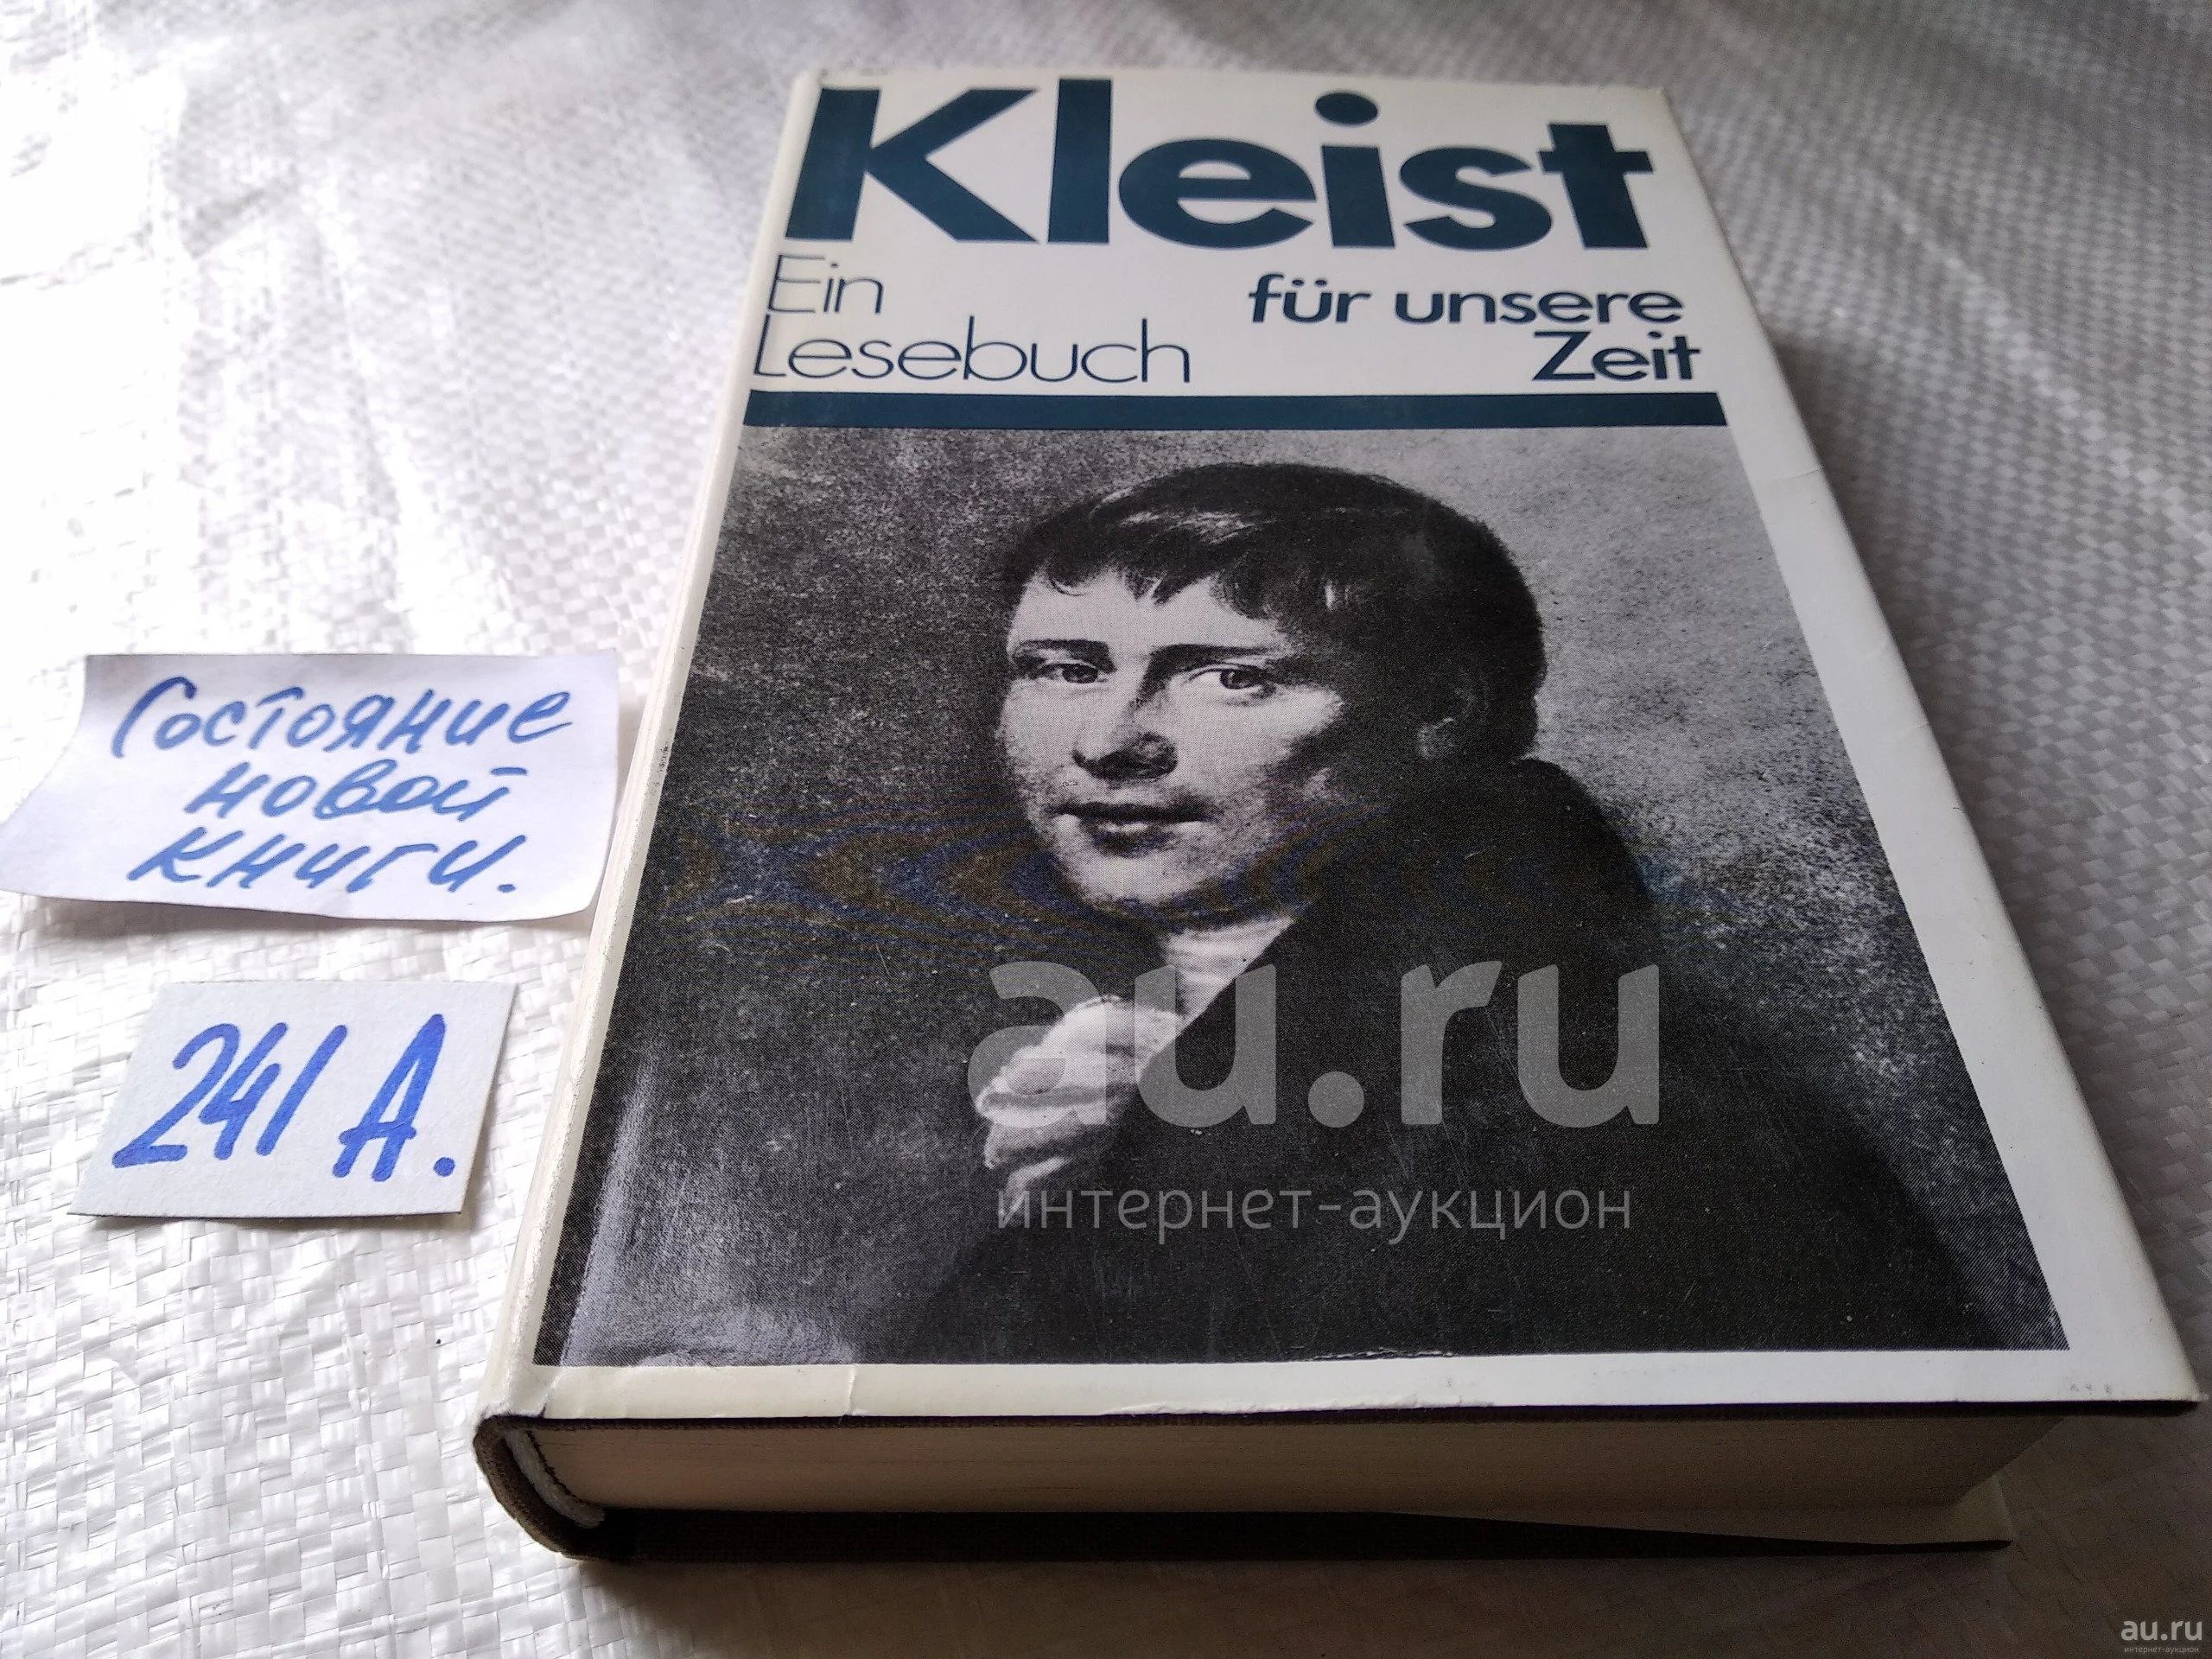 Kleist
Ein
Lesebuch
für unsere
Zeit
Состояние
новой
книги.
241 А.
au.ru
интернет-аукцион
au.ru
интернет-аукцион